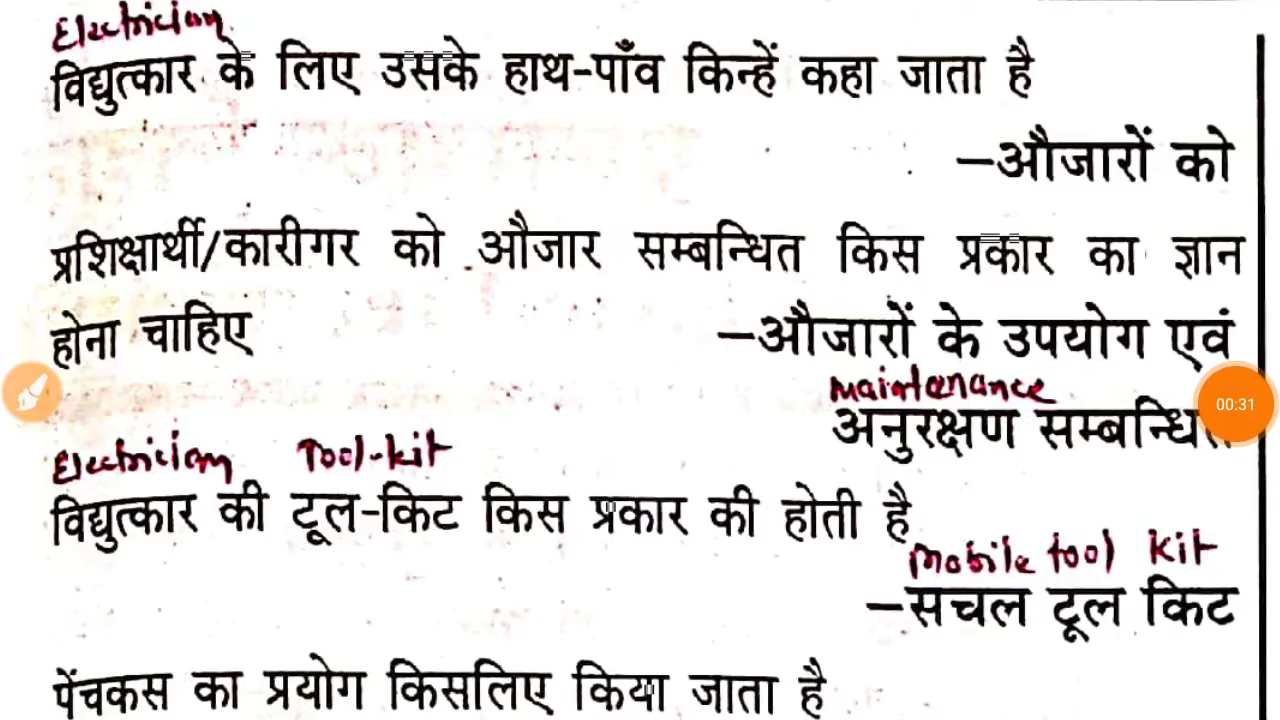 Electrician
विद्युत्कार के लिए उसके हाथ-पाँव किन्हें कहा जाता है
–औजारों को
प्रशिक्षार्थी/कारीगर को औजार सम्बन्धित किस प्रकार का ज्ञान
होना चाहिए –औजारों के उपयोग एवं
maintenance
00:31
अनुरक्षण सम्बन्धित
Electrician Tool-kit
विद्युत्कार की टूल-किट किस प्रकार की होती है
mobile tool kit
–सचल टूल किट
पेंचकस का प्रयोग किसलिए किया जाता है